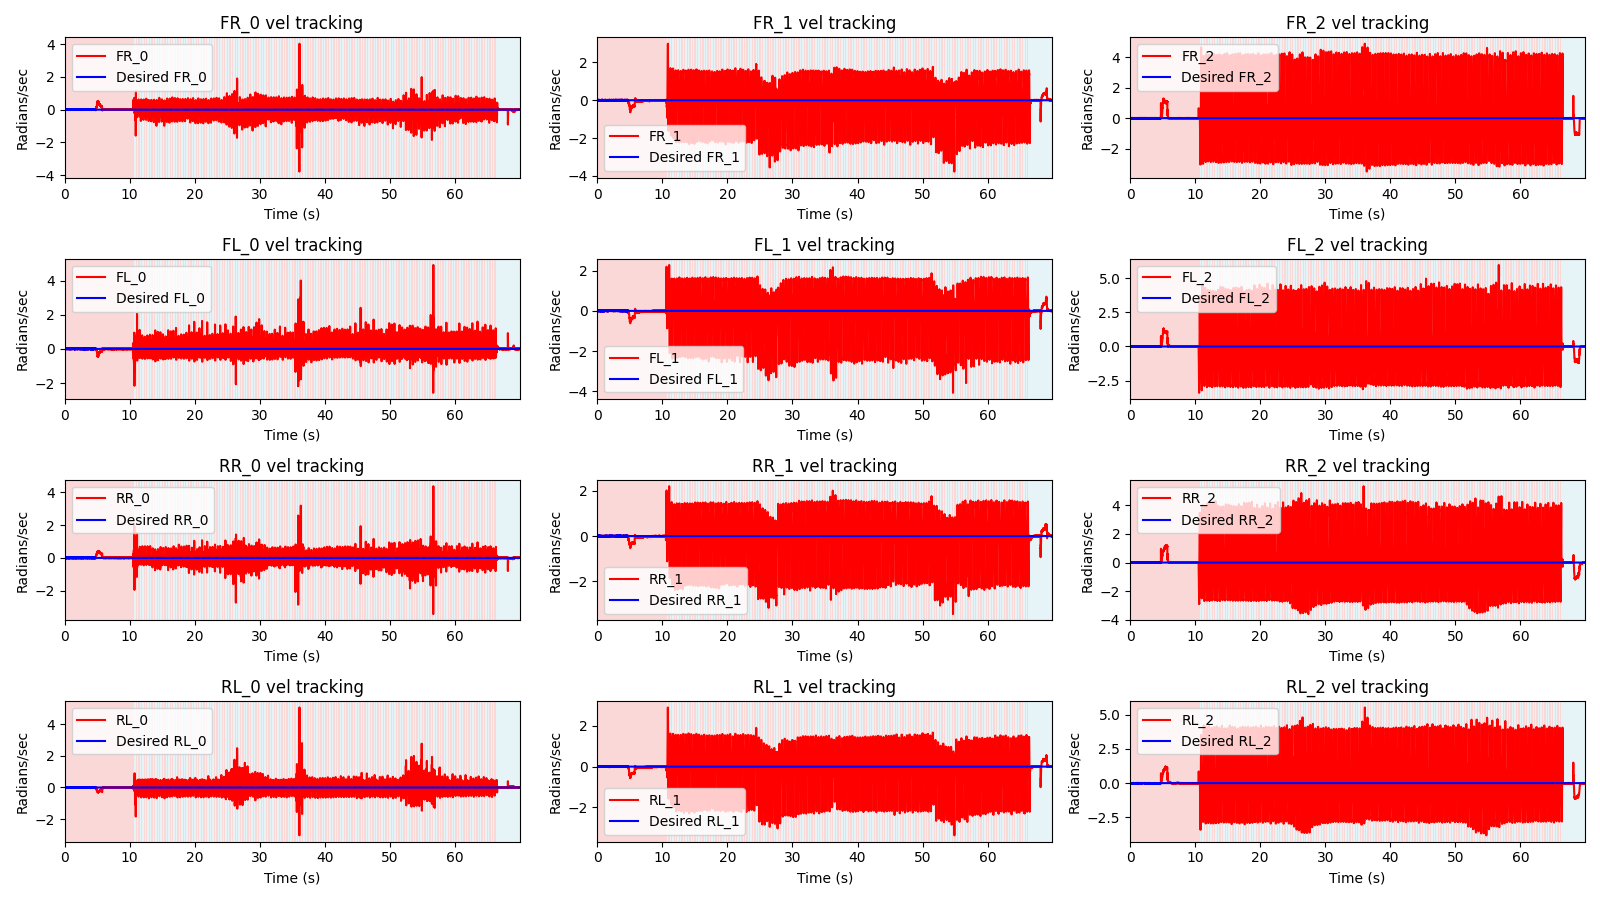 FR_0 vel tracking
Radians/sec
4
2
0
−2
−4
FR_0
Desired FR_0
0 10 20 30 40 50 60
Time (s)
FR_1 vel tracking
Radians/sec
2
0
−2
−4
FR_1
Desired FR_1
0 10 20 30 40 50 60
Time (s)
FR_2 vel tracking
Radians/sec
4
2
0
−2
FR_2
Desired FR_2
0 10 20 30 40 50 60
Time (s)
FL_0 vel tracking
Radians/sec
4
2
0
−2
FL_0
Desired FL_0
0 10 20 30 40 50 60
Time (s)
FL_1 vel tracking
Radians/sec
2
0
−2
−4
FL_1
Desired FL_1
0 10 20 30 40 50 60
Time (s)
FL_2 vel tracking
Radians/sec
5.0
2.5
0.0
−2.5
FL_2
Desired FL_2
0 10 20 30 40 50 60
Time (s)
RR_0 vel tracking
Radians/sec
4
2
0
−2
RR_0
Desired RR_0
0 10 20 30 40 50 60
Time (s)
RR_1 vel tracking
Radians/sec
2
0
−2
RR_1
Desired RR_1
0 10 20 30 40 50 60
Time (s)
RR_2 vel tracking
Radians/sec
4
2
0
−2
−4
RR_2
Desired RR_2
0 10 20 30 40 50 60
Time (s)
RL_0 vel tracking
Radians/sec
4
2
0
−2
RL_0
Desired RL_0
0 10 20 30 40 50 60
Time (s)
RL_1 vel tracking
Radians/sec
2
0
−2
RL_1
Desired RL_1
0 10 20 30 40 50 60
Time (s)
RL_2 vel tracking
Radians/sec
5.0
2.5
0.0
−2.5
RL_2
Desired RL_2
0 10 20 30 40 50 60
Time (s)